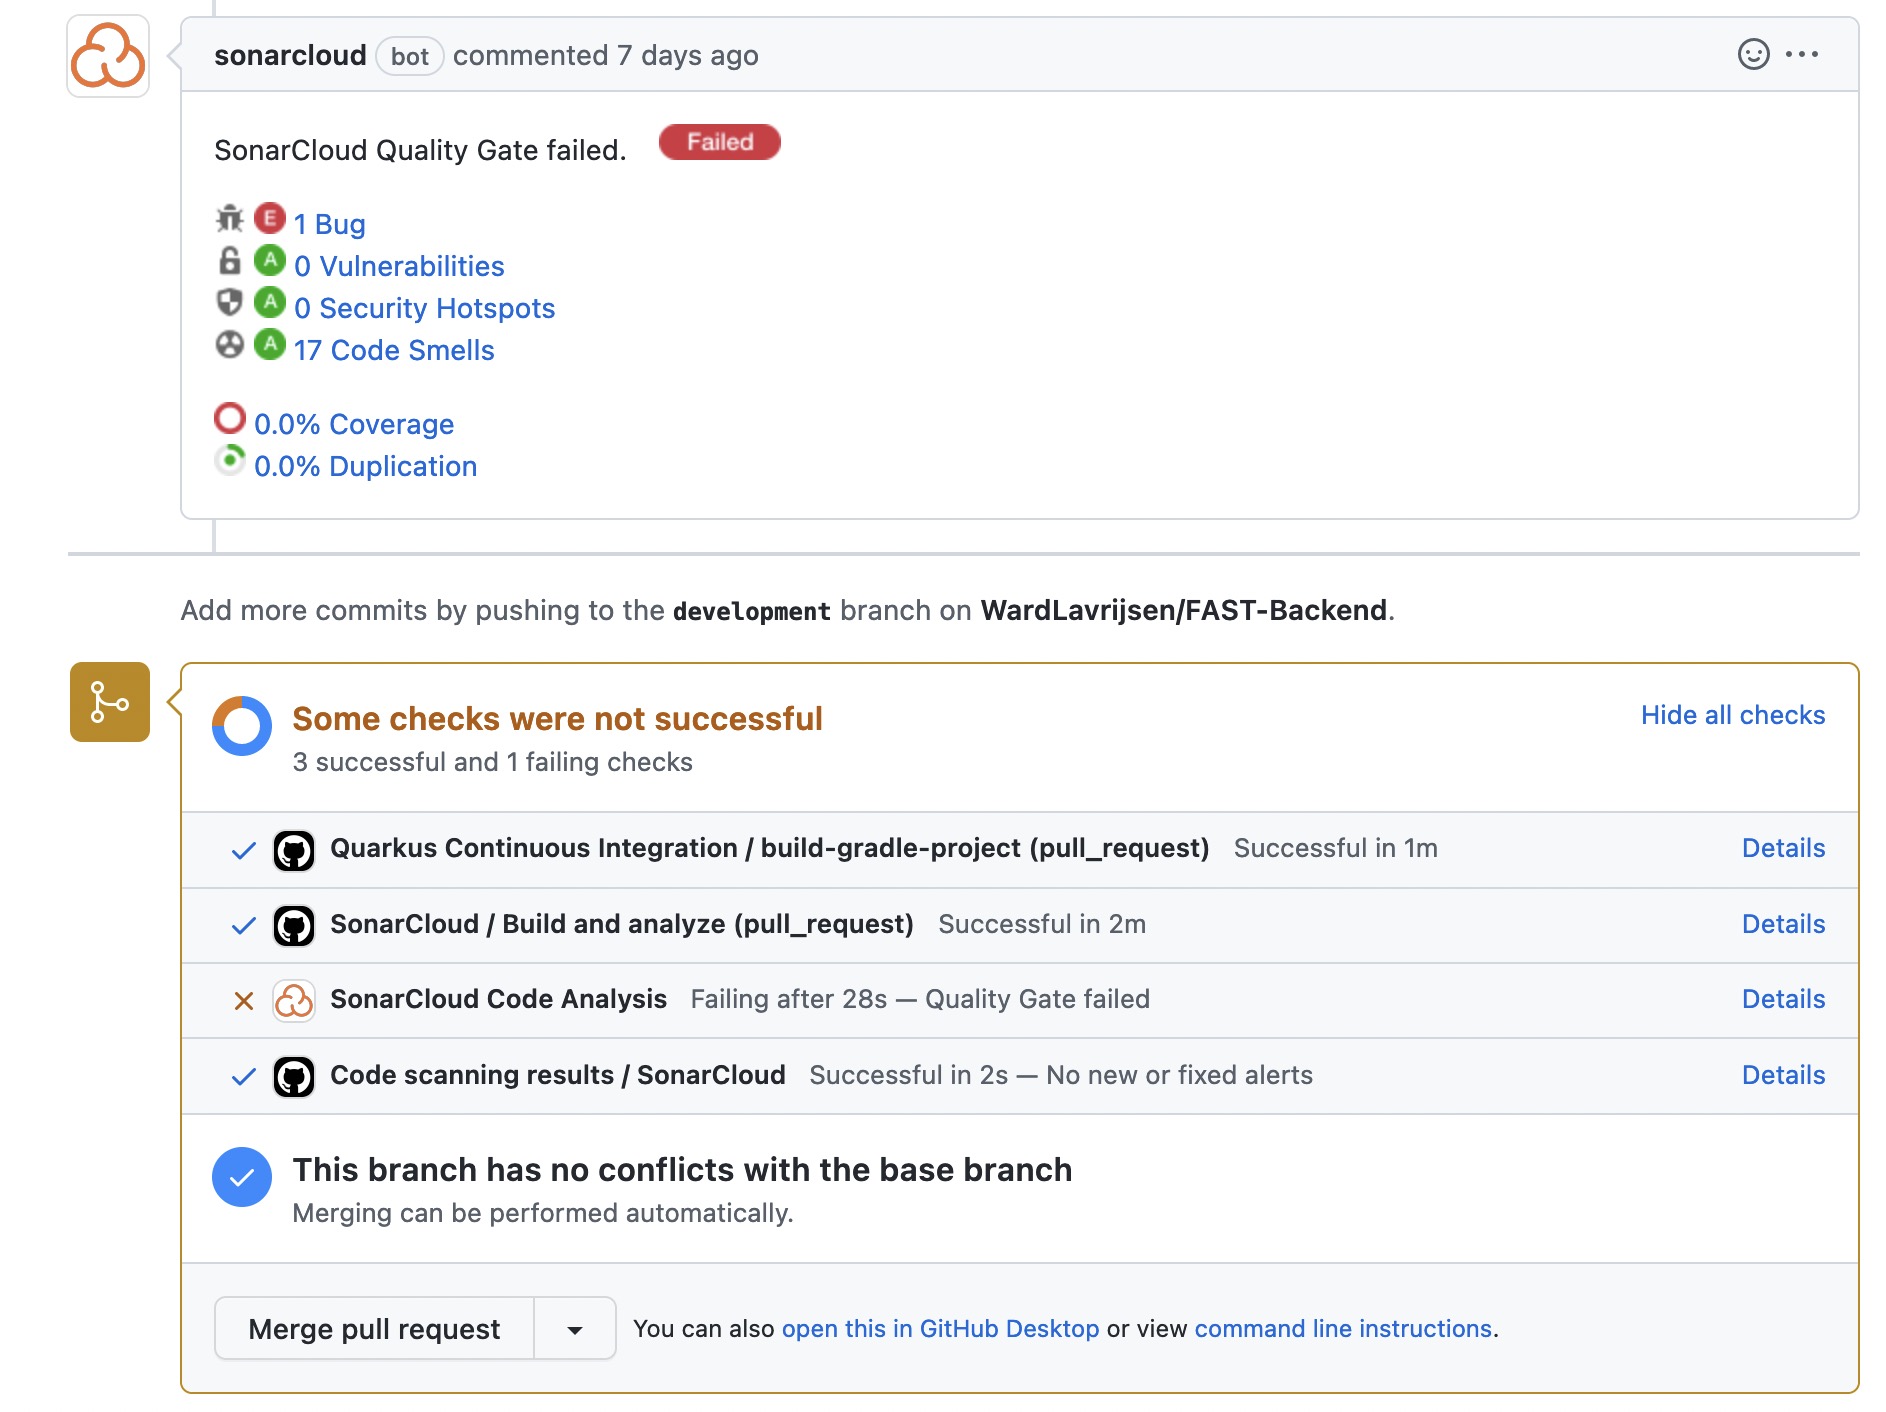 sonarcloud bot commented 7 days ago
SonarCloud Quality Gate failed. Failed
E 1 Bug
A 0 Vulnerabilities
A 0 Security Hotspots
A 17 Code Smells
0.0% Coverage
0.0% Duplication
Add more commits by pushing to the development branch on WardLavrijsen/FAST-Backend.
Some checks were not successful Hide all checks
3 successful and 1 failing checks
Quarkus Continuous Integration / build-gradle-project (pull_request) Successful in 1m Details
SonarCloud / Build and analyze (pull_request) Successful in 2m Details
SonarCloud Code Analysis Failing after 28s — Quality Gate failed Details
Code scanning results / SonarCloud Successful in 2s — No new or fixed alerts Details
This branch has no conflicts with the base branch
Merging can be performed automatically.
Merge pull request You can also open this in GitHub Desktop or view command line instructions.